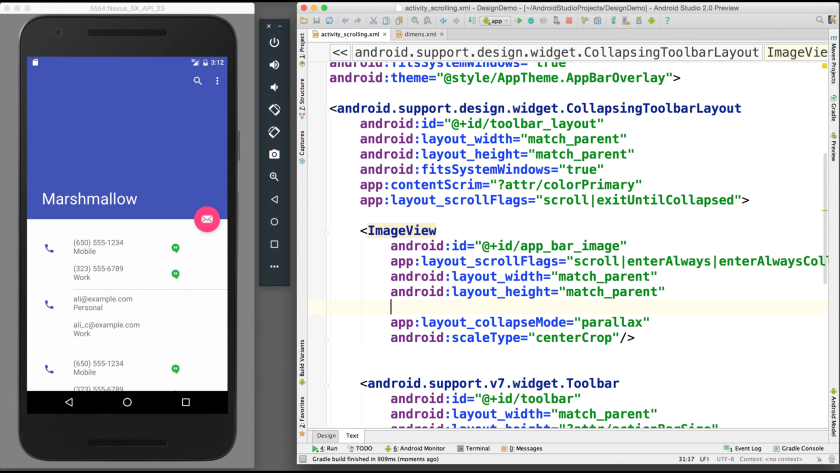 5554:Nexus_5X_API_23
3:12
Marshmallow
(650) 555-1234
Mobile
(323) 555-6789
Work
ali@example.com
Personal
ali_c@example.com
Work
(650) 555-1234
Mobile
(323) 555-6789
activity_scrolling.xml - DesignDemo - [~/AndroidStudioProjects/DesignDemo] - Android Studio 2.0 Preview
app
activity_scrolling.xml
dimens.xml
<< android.support.design.widget.CollapsingToolbarLayout ImageVie
android:fitsSystemWindows="true"
android:theme="@style/AppTheme.AppBarOverlay">
<android.support.design.widget.CollapsingToolbarLayout
android:id="@+id/toolbar_layout"
android:layout_width="match_parent"
android:layout_height="match_parent"
android:fitsSystemWindows="true"
app:contentScrim="?attr/colorPrimary"
app:layout_scrollFlags="scroll|exitUntilCollapsed">
<ImageView
android:id="@+id/app_bar_image"
app:layout_scrollFlags="scroll|enterAlways|enterAlwaysCol
android:layout_width="match_parent"
android:layout_height="match_parent"
app:layout_collapseMode="parallax"
android:scaleType="centerCrop"/>
<android.support.v7.widget.Toolbar
android:id="@+id/toolbar"
android:layout_width="match_parent"
android:layout_height="?attr/actionBarSize"
1: Project
Z: Structure
Captures
Build Variants
2: Favorites
Maven Projects
Gradle
Preview
Android Model
Design
Text
4: Run
TODO
6: Android Monitor
Terminal
0: Messages
Event Log
Gradle Console
Gradle build finished in 909ms (moments ago)
31:17
LF÷
UTF-8
Context: <no context>